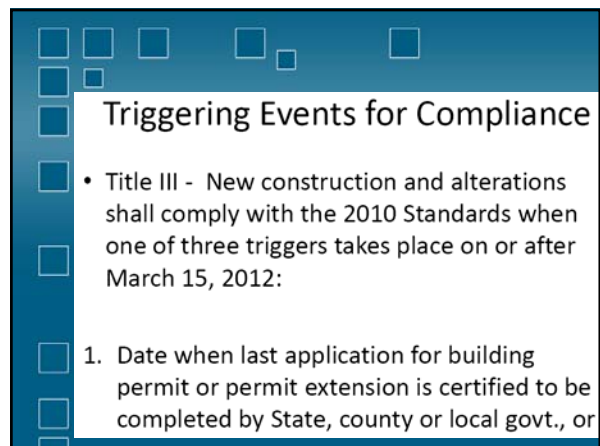 Triggering Events for Compliance
• Title III - New construction and alterations
shall comply with the 2010 Standards when
one of three triggers takes place on or after
March 15, 2012:
1. Date when last application for building
permit or permit extension is certified to be
completed by State, county or local govt., or